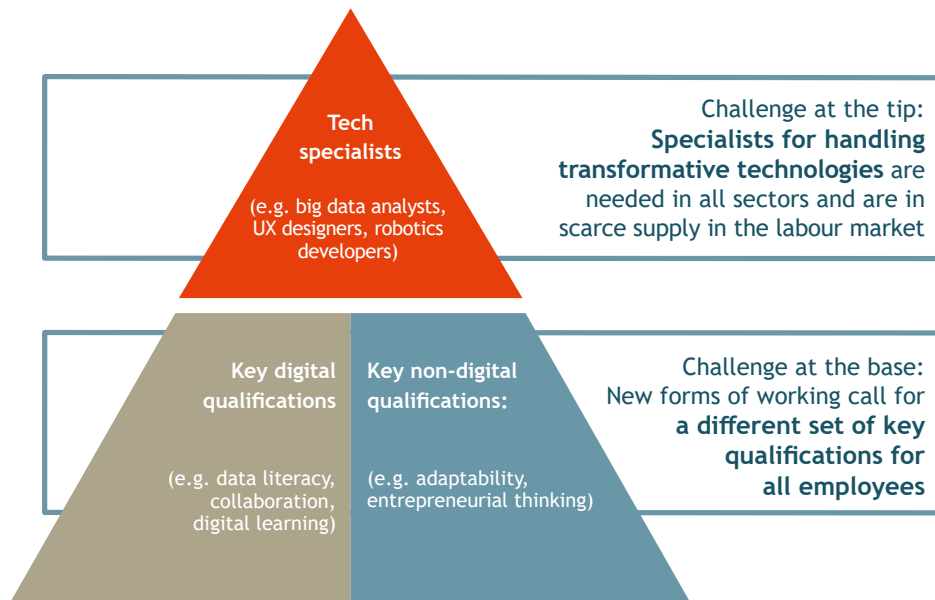 Tech
specialists
(e.g. big data analysts,
UX designers, robotics
developers)
Challenge at the tip:
Specialists for handling
transformative technologies are
needed in all sectors and are in
scarce supply in the labour market
Key digital
qualifications
(e.g. data literacy,
collaboration,
digital learning)
Key non-digital
qualifications:
(e.g. adaptability,
entrepreneurial thinking)
Challenge at the base:
New forms of working call for
a different set of key
qualifications for
all employees